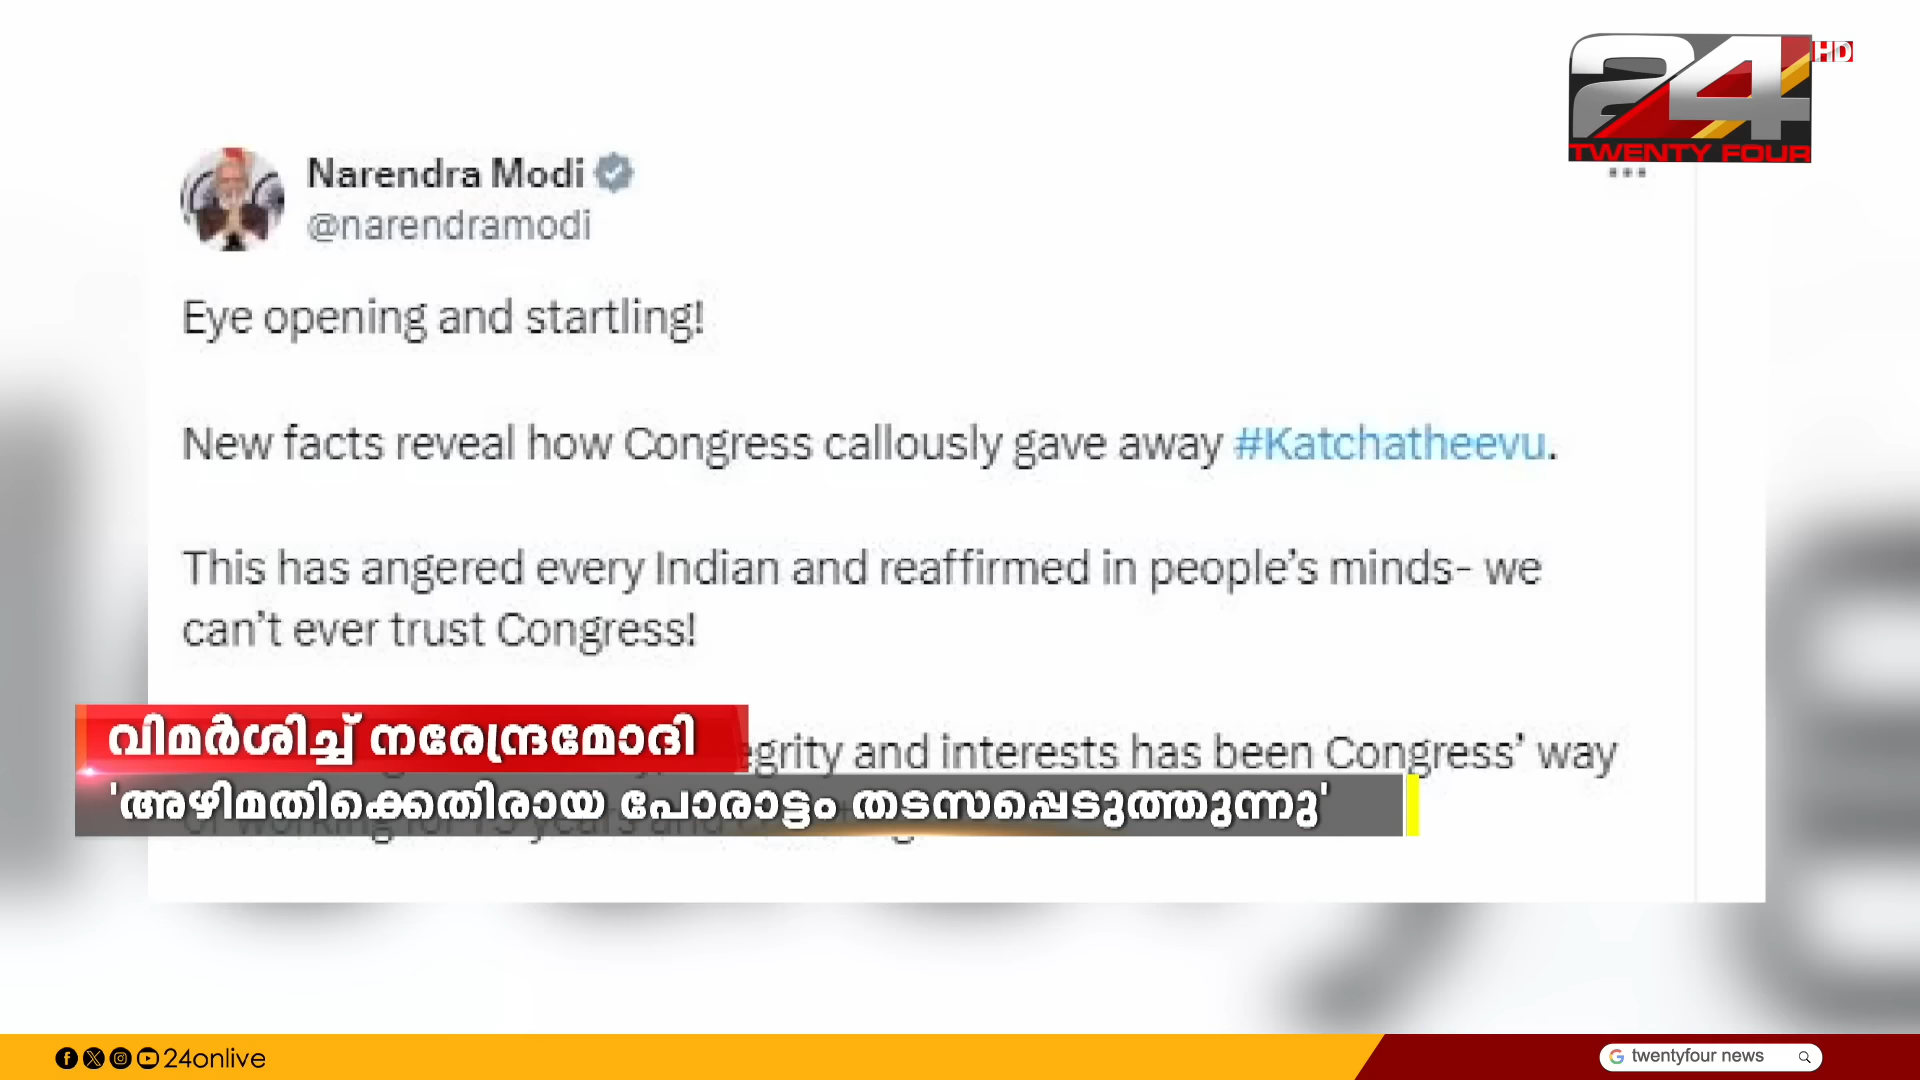 24
HD
TWENTY FOUR
Narendra Modi
@narendramodi
Eye opening and startling!
New facts reveal how Congress callously gave away #Katchatheevu.
This has angered every Indian and reaffirmed in people's minds- we
can't ever trust Congress!
and interests has been Congress' way
വിമർശിച്ച് നരേന്ദ്രമോദി
'അഴിമതിക്കെതിരായ പോരാട്ടം തടസപ്പെടുത്തുന്നു'
24onlive
twentyfour news